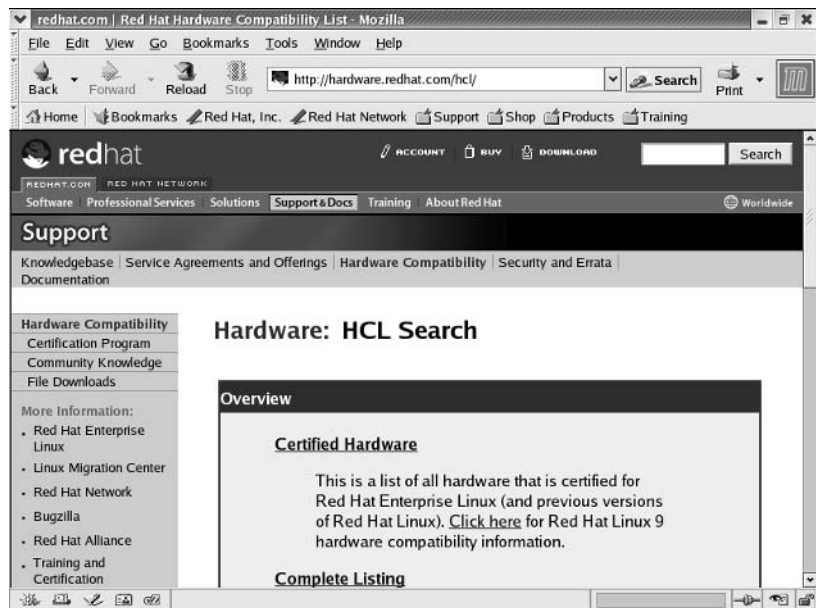 redhat.com | Red Hat Hardware Compatibility List - Mozilla
File Edit View Go Bookmarks Tools Window Help
Back Forward Reload Stop http://hardware.redhat.com/hcl/ Search Print
Home Bookmarks Red Hat, Inc. Red Hat Network Support Shop Products Training
redhat ACCOUNT BUY DOWNLOAD Search
REDHAT.COM RED HAT NETWORK
Software Professional Services Solutions Support & Docs Training About Red Hat Worldwide
Support
Knowledgebase | Service Agreements and Offerings | Hardware Compatibility | Security and Errata |
Documentation
Hardware Compatibility
Certification Program
Community Knowledge
File Downloads
More Information:
• Red Hat Enterprise
Linux
• Linux Migration Center
• Red Hat Network
• Bugzilla
• Red Hat Alliance
• Training and
Certification
Hardware: HCL Search
Overview
Certified Hardware
This is a list of all hardware that is certified for
Red Hat Enterprise Linux (and previous versions
of Red Hat Linux). Click here for Red Hat Linux 9
hardware compatibility information.
Complete Listing